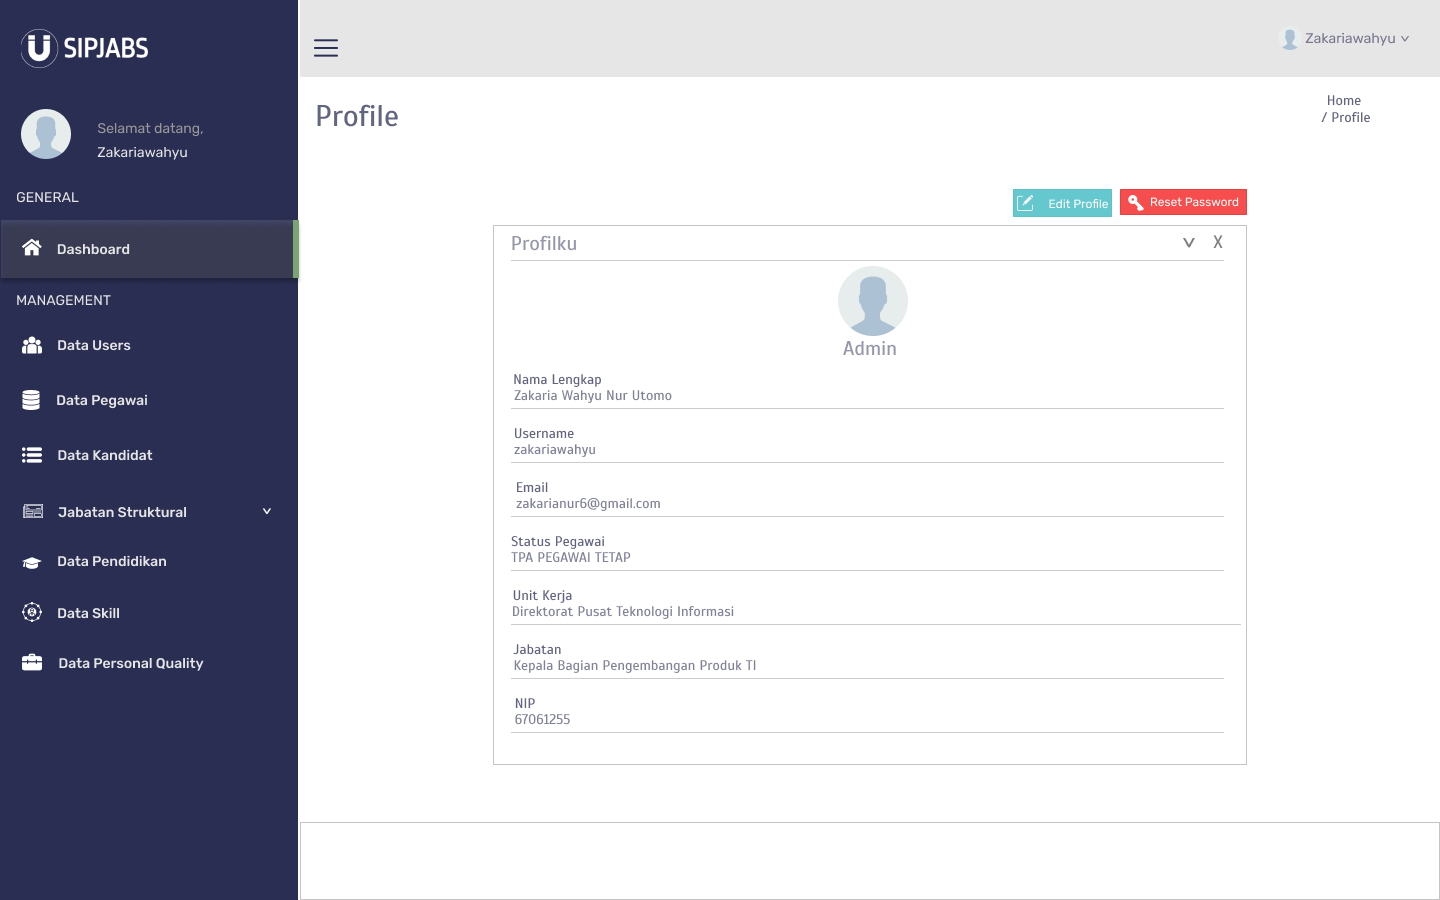 SIPJABS
Selamat datang,
Zakariawahyu
GENERAL
Dashboard
MANAGEMENT
Data Users
Data Pegawai
Data Kandidat
Jabatan Struktural
Data Pendidikan
Data Skill
Data Personal Quality
Zakariawahyu
Profile
Home
/ Profile
Edit Profile
Reset Password
Profilku
X
Admin
Nama Lengkap
Zakaria Wahyu Nur Utomo
Username
zakariawahyu
Email
zakarianur6@gmail.com
Status Pegawai
TPA PEGAWAI TETAP
Unit Kerja
Direktorat Pusat Teknologi Informasi
Jabatan
Kepala Bagian Pengembangan Produk TI
NIP
67061255